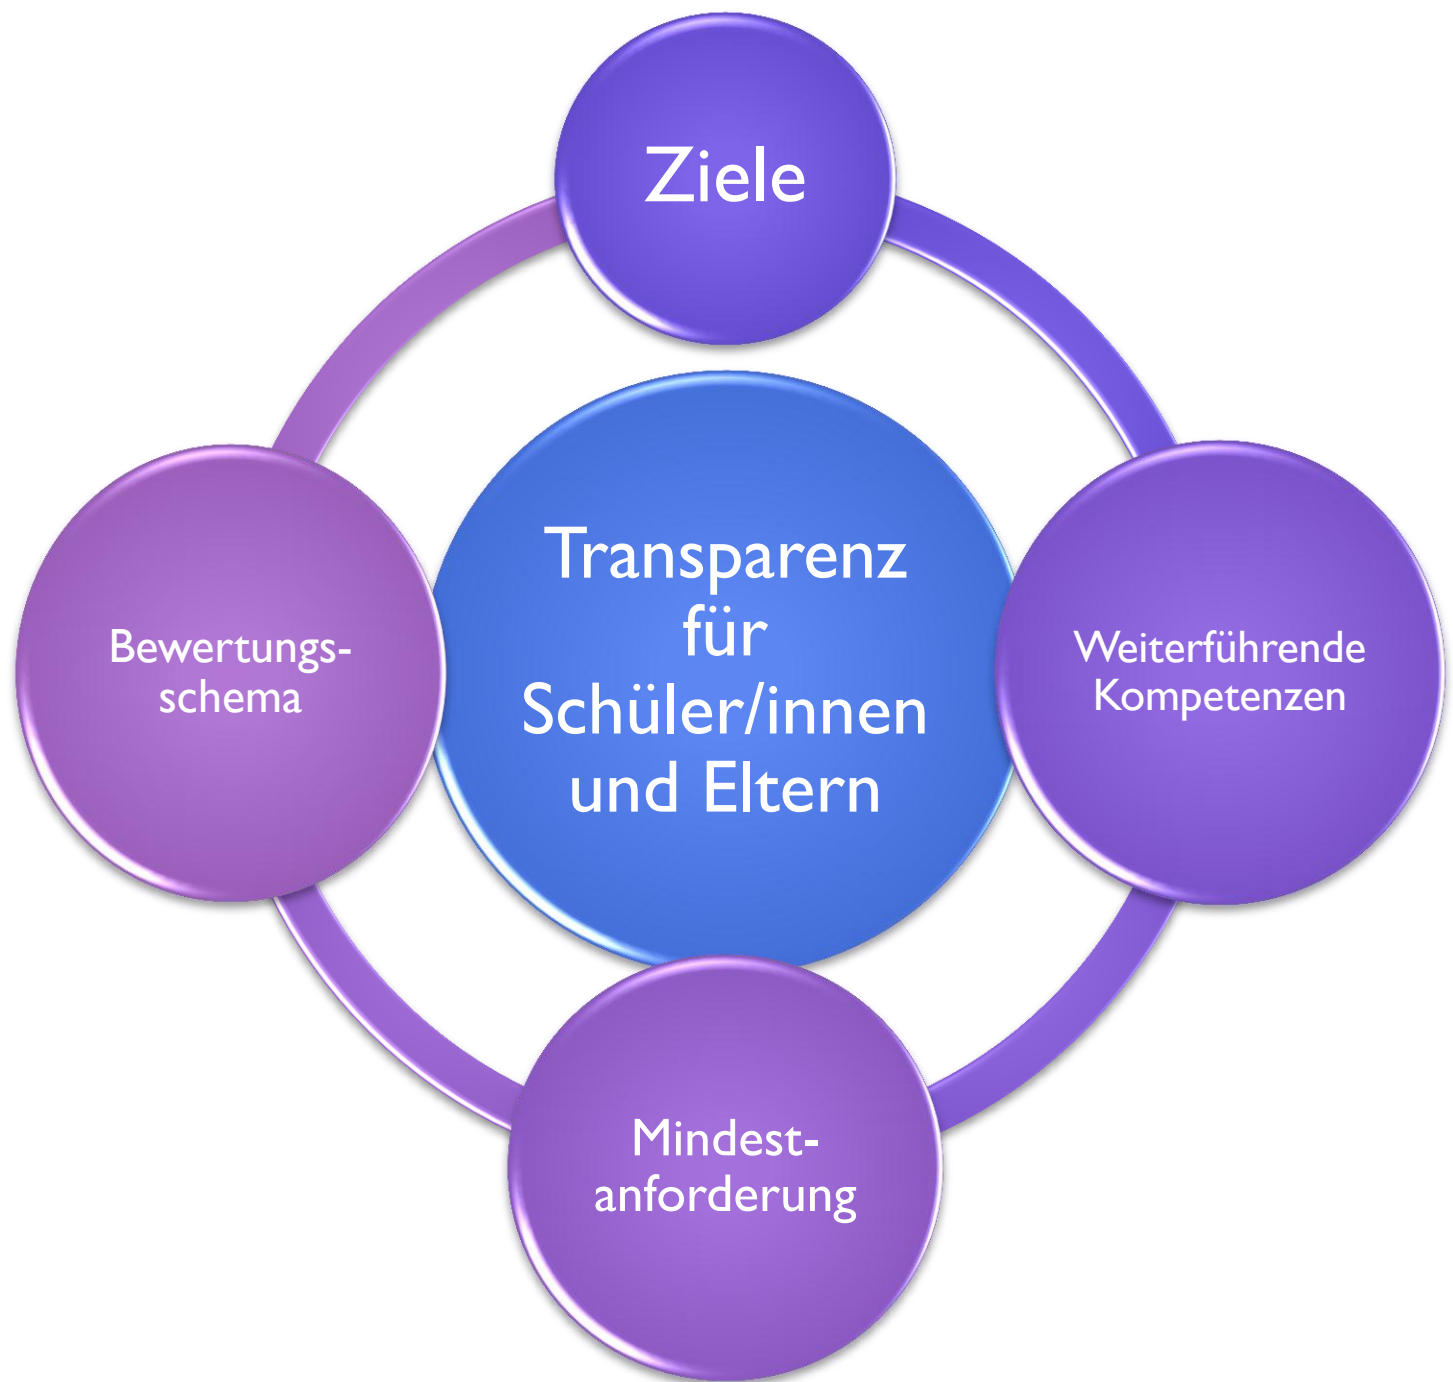 Ziele
Transparenz
für
Schüler/innen
und Eltern
Bewertungs-
schema
Weiterführende
Kompetenzen
Mindest-
anforderung